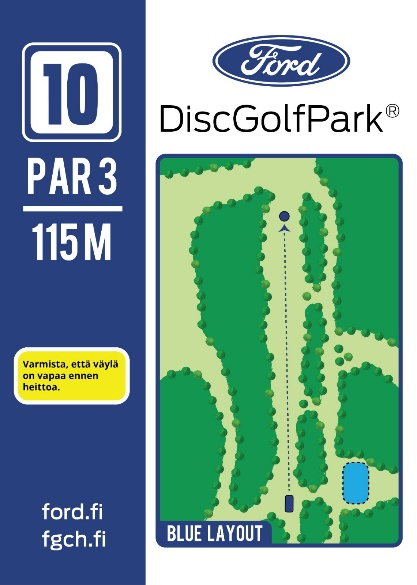 10
PAR 3
115 M
Varmista, että väylä
on vapaa ennen
heittoa.
ford.fi
fgch.fi
Ford
DiscGolfPark®
BLUE LAYOUT